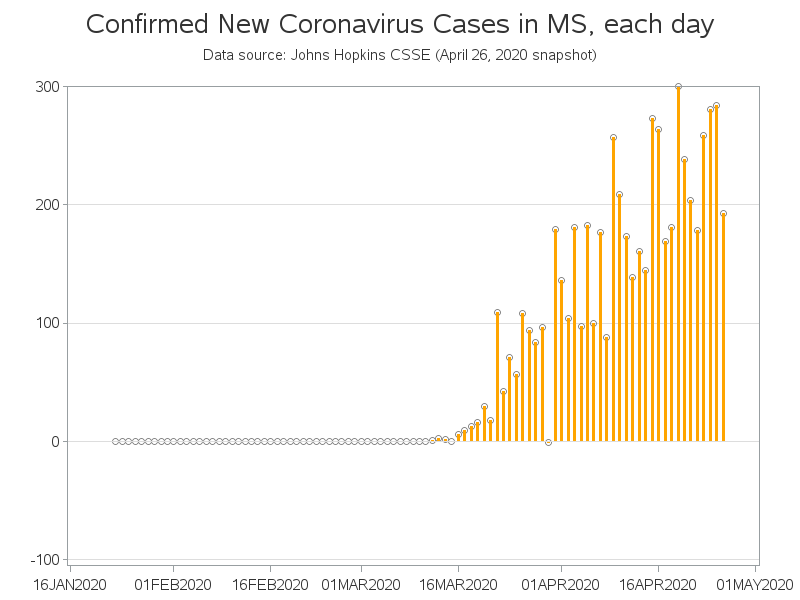 Confirmed New Coronavirus Cases in MS, each day
Data source: Johns Hopkins CSSE (April 26, 2020 snapshot)
300
200
100
0
-100
16JAN2020 01FEB2020 16FEB2020 01MAR2020 16MAR2020 01APR2020 16APR2020 01MAY2020